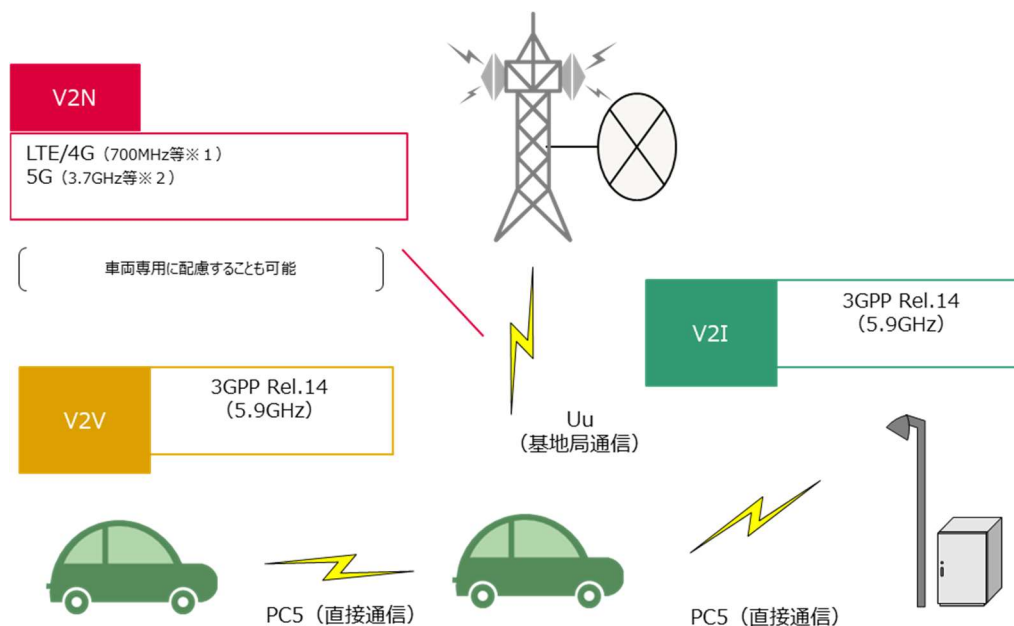 V2N
LTE/4G（700MHz等※１）
5G（3.7GHz等※２）
車両専用に配慮することも可能
V2I
3GPP Rel.14
（5.9GHz）
V2V
3GPP Rel.14
（5.9GHz）
Uu
（基地局通信）
PC5（直接通信）
PC5（直接通信）